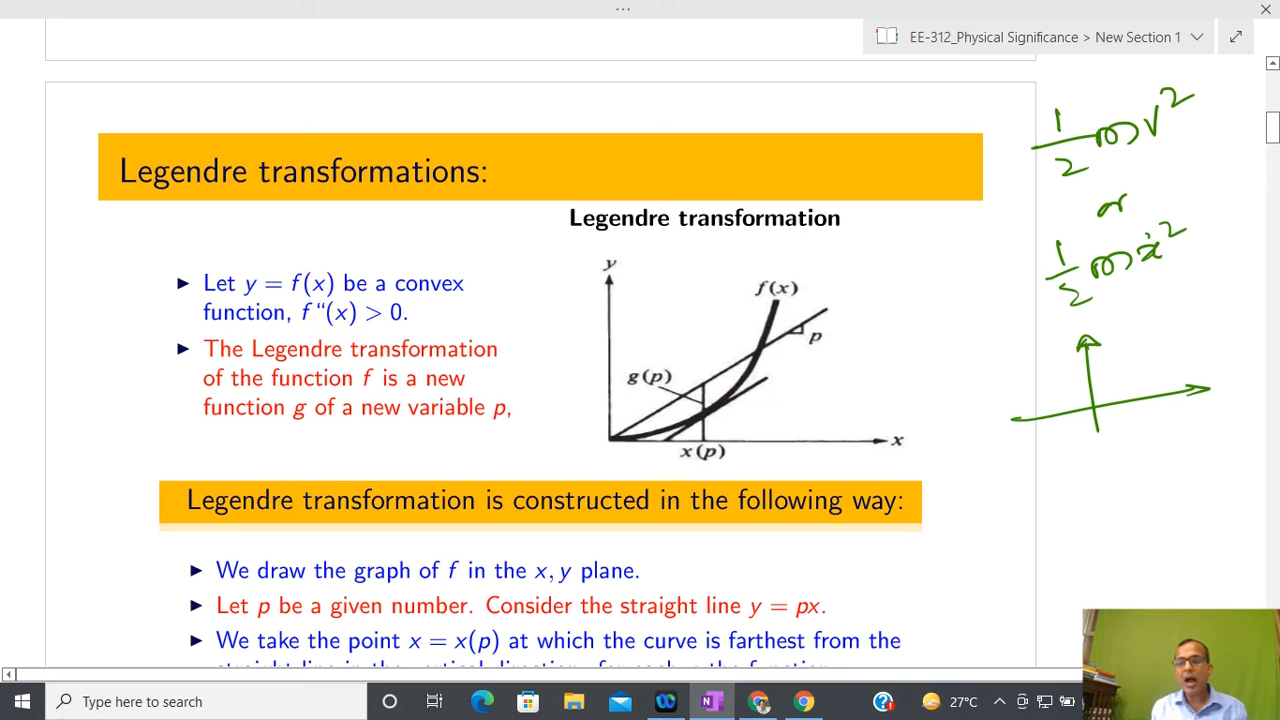 EE-312_Physical Significance > New Section 1
Legendre transformations:
Legendre transformation
► Let y = f(x) be a convex
function, f “(x) > 0.
► The Legendre transformation
of the function f is a new
function g of a new variable p,
y
f(x)
p
g(p)
x
x(p)
1/2 m v²
or
1/2 m ẋ²
Legendre transformation is constructed in the following way:
► We draw the graph of f in the x, y plane.
► Let p be a given number. Consider the straight line y = px.
► We take the point x = x(p) at which the curve is farthest from the
Type here to search
27°C